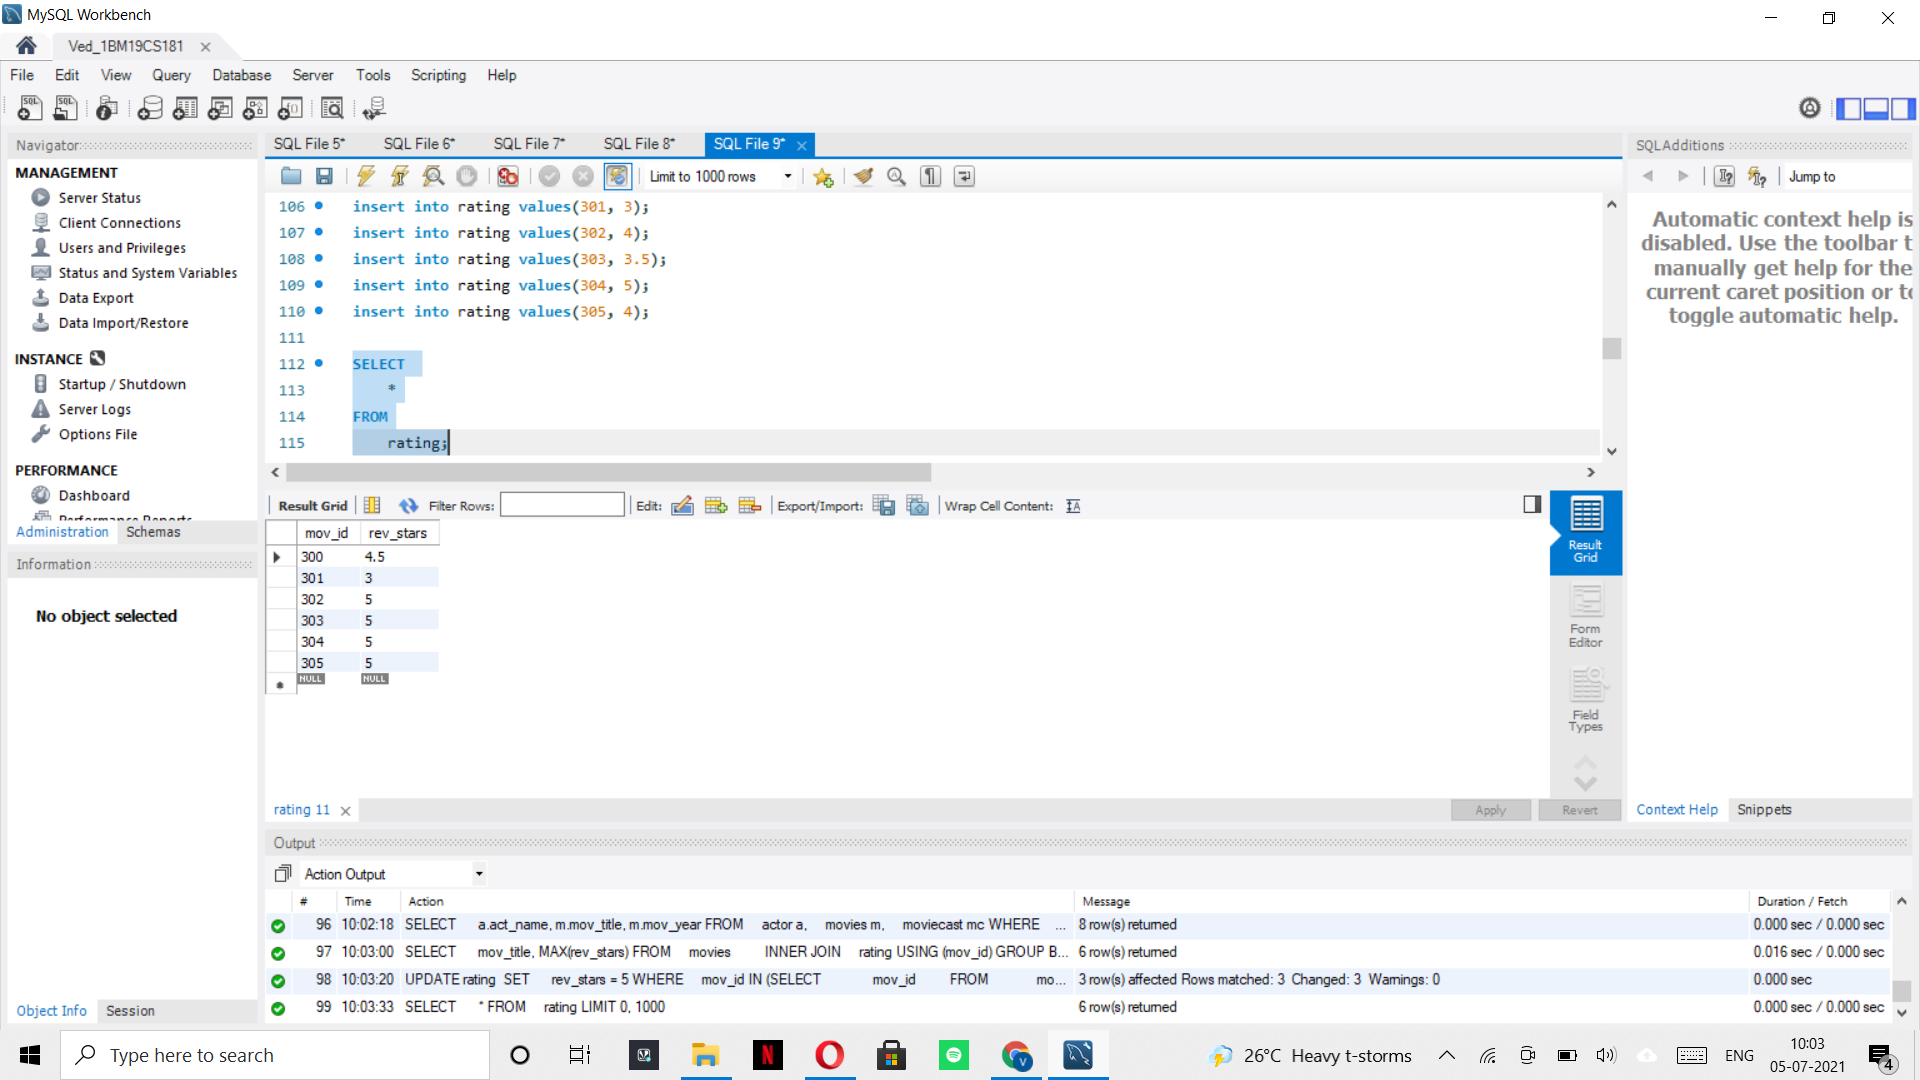 MySQL Workbench
Ved_1BM19CS181
File Edit View Query Database Server Tools Scripting Help
Navigator
MANAGEMENT
Server Status
Client Connections
Users and Privileges
Status and System Variables
Data Export
Data Import/Restore
INSTANCE
Startup / Shutdown
Server Logs
Options File
PERFORMANCE
Dashboard
Performance Reports
Administration Schemas
Information
No object selected
Object Info Session
SQL File 5* SQL File 6* SQL File 7* SQL File 8* SQL File 9*
Limit to 1000 rows
106 insert into rating values(301, 3);
107 insert into rating values(302, 4);
108 insert into rating values(303, 3.5);
109 insert into rating values(304, 5);
110 insert into rating values(305, 4);
111
112 SELECT
113 *
114 FROM
115 rating;
Result Grid Filter Rows: Edit: Export/Import: Wrap Cell Content:
mov_id rev_stars
300 4.5
301 3
302 5
303 5
304 5
305 5
NULL NULL
Result Grid
Form Editor
Field Types
rating 11 Apply Revert
SQLAdditions
Jump to
Automatic context help is
disabled. Use the toolbar t
manually get help for the
current caret position or to
toggle automatic help.
Context Help Snippets
Output
Action Output
# Time Action Message Duration / Fetch
96 10:02:18 SELECT a.act_name, m.mov_title, m.mov_year FROM actor a, movies m, moviecast mc WHERE ... 8 row(s) returned 0.000 sec / 0.000 sec
97 10:03:00 SELECT mov_title, MAX(rev_stars) FROM movies INNER JOIN rating USING (mov_id) GROUP B... 6 row(s) returned 0.016 sec / 0.000 sec
98 10:03:20 UPDATE rating SET rev_stars = 5 WHERE mov_id IN (SELECT mov_id FROM mo... 3 row(s) affected Rows matched: 3 Changed: 3 Warnings: 0 0.000 sec
99 10:03:33 SELECT * FROM rating LIMIT 0, 1000 6 row(s) returned 0.000 sec / 0.000 sec
Type here to search
26°C Heavy t-storms
ENG
10:03
05-07-2021
4